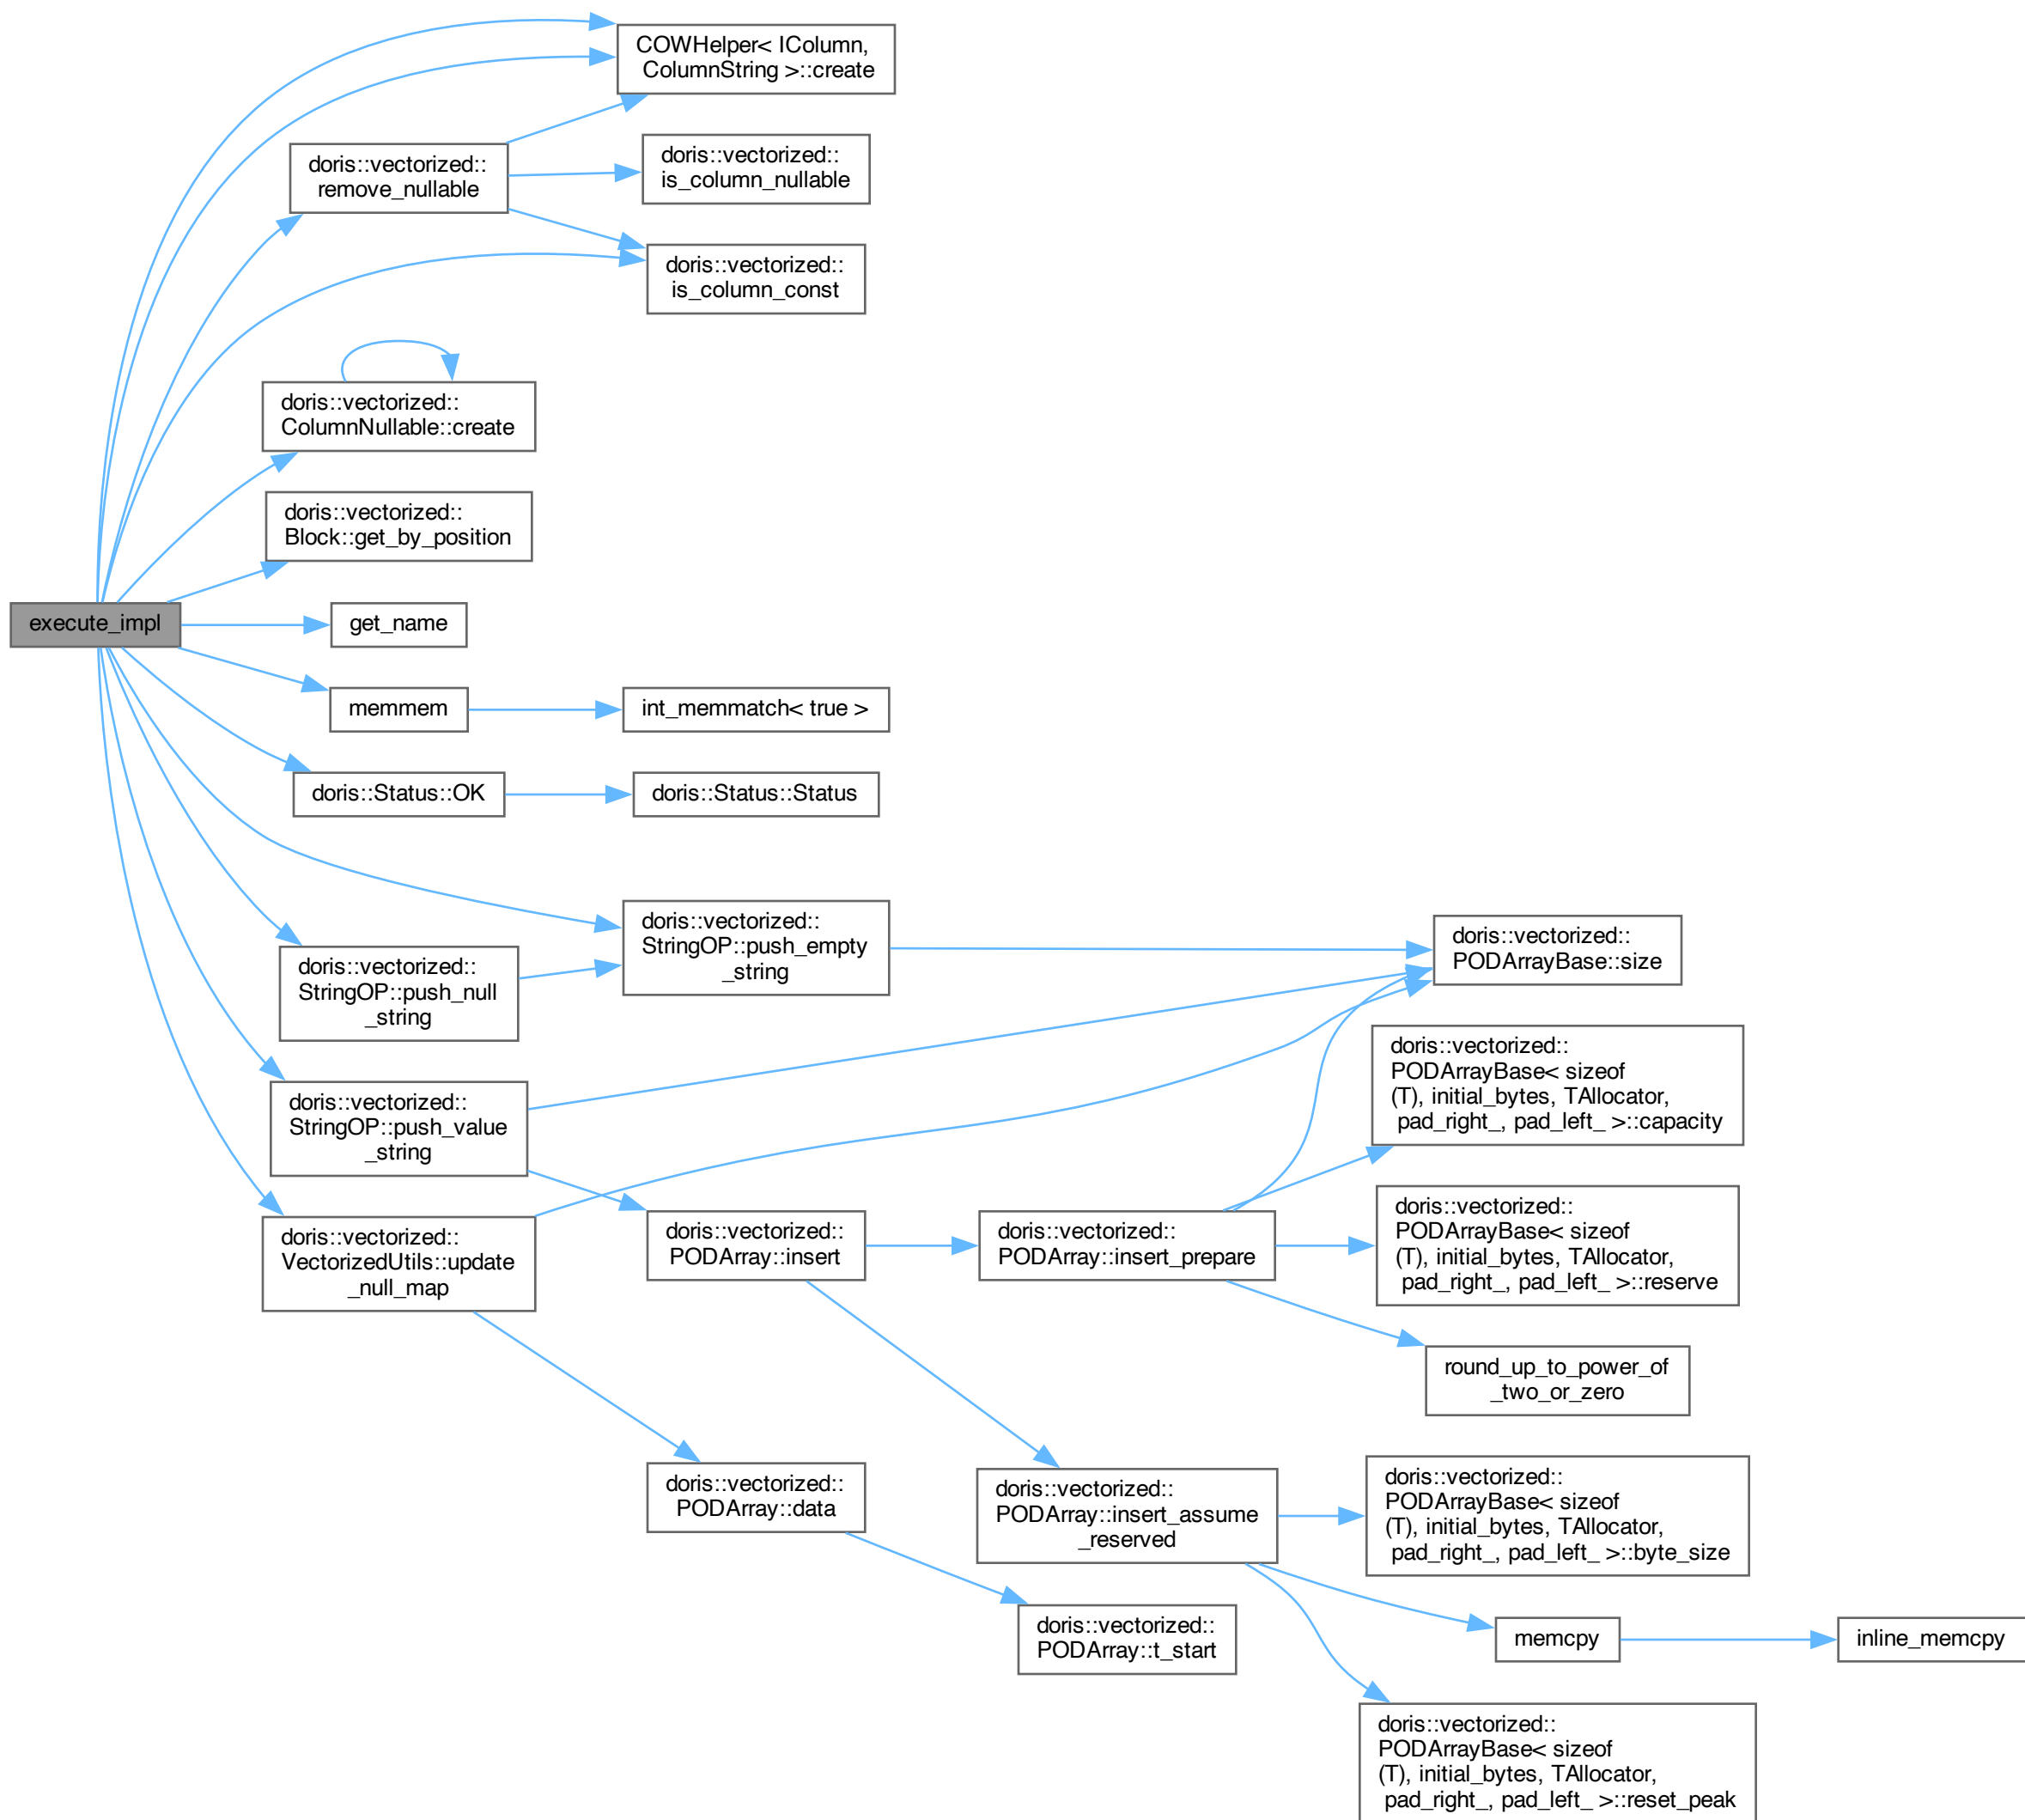 COWHelper< IColumn,
ColumnString >::create
doris::vectorized::
remove_nullable
doris::vectorized::
is_column_nullable
doris::vectorized::
is_column_const
doris::vectorized::
ColumnNullable::create
doris::vectorized::
Block::get_by_position
execute_impl
get_name
memmem
int_memmatch< true >
doris::Status::OK
doris::Status::Status
doris::vectorized::
StringOP::push_empty
_string
doris::vectorized::
PODArrayBase::size
doris::vectorized::
StringOP::push_null
_string
doris::vectorized::
PODArrayBase< sizeof
(T), initial_bytes, TAllocator,
pad_right_, pad_left_ >::capacity
doris::vectorized::
StringOP::push_value
_string
doris::vectorized::
VectorizedUtils::update
_null_map
doris::vectorized::
PODArray::insert
doris::vectorized::
PODArray::insert_prepare
doris::vectorized::
PODArrayBase< sizeof
(T), initial_bytes, TAllocator,
pad_right_, pad_left_ >::reserve
round_up_to_power_of
_two_or_zero
doris::vectorized::
PODArray::data
doris::vectorized::
PODArray::insert_assume
_reserved
doris::vectorized::
PODArrayBase< sizeof
(T), initial_bytes, TAllocator,
pad_right_, pad_left_ >::byte_size
doris::vectorized::
PODArray::t_start
memcpy
inline_memcpy
doris::vectorized::
PODArrayBase< sizeof
(T), initial_bytes, TAllocator,
pad_right_, pad_left_ >::reset_peak